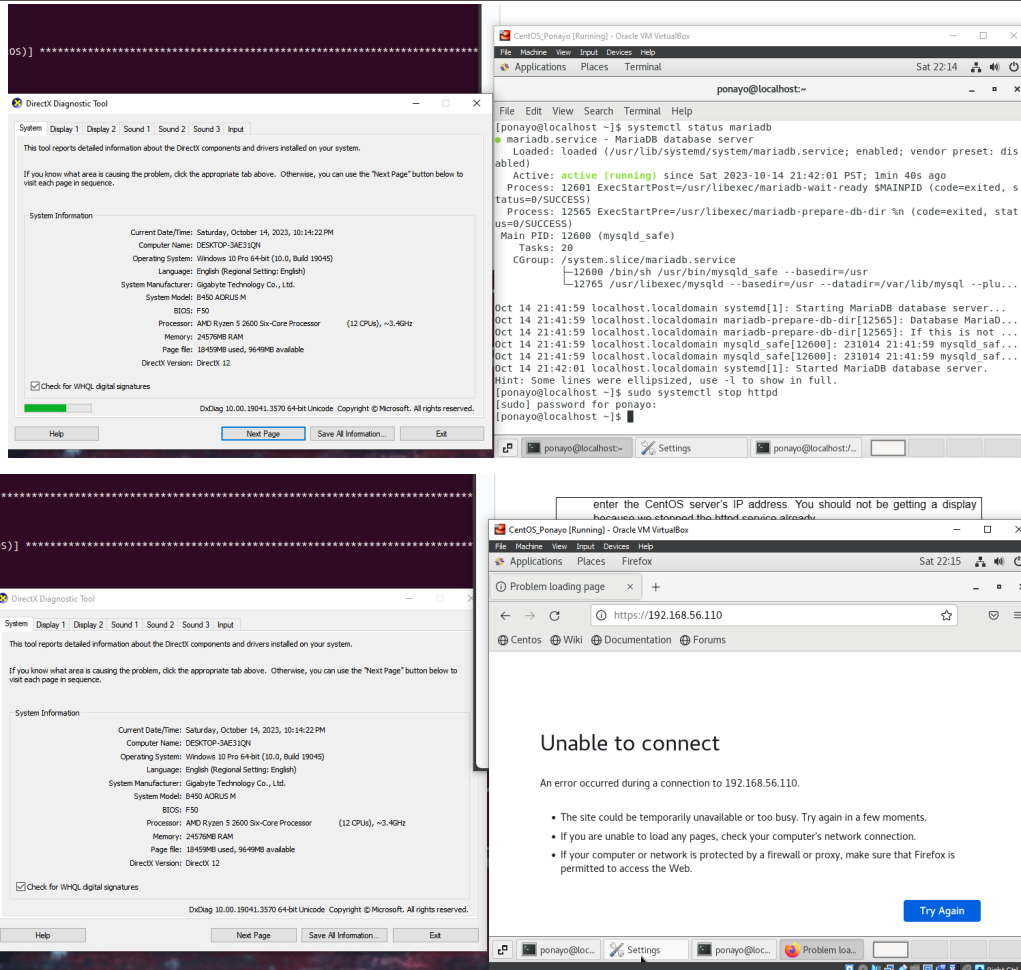 OS)] *************************************************************************
CentOS_Ponayo [Running] - Oracle VM VirtualBox
File Machine View Input Devices Help
Applications Places Terminal Sat 22:14
ponayo@localhost:~
File Edit View Search Terminal Help
[ponayo@localhost ~]$ systemctl status mariadb
● mariadb.service - MariaDB database server
Loaded: loaded (/usr/lib/systemd/system/mariadb.service; enabled; vendor preset: dis
abled)
Active: active (running) since Sat 2023-10-14 21:42:01 PST; 1min 40s ago
Process: 12601 ExecStartPost=/usr/libexec/mariadb-wait-ready $MAINPID (code=exited, s
tatus=0/SUCCESS)
Process: 12565 ExecStartPre=/usr/libexec/mariadb-prepare-db-dir %n (code=exited, stat
us=0/SUCCESS)
Main PID: 12600 (mysqld_safe)
Tasks: 20
CGroup: /system.slice/mariadb.service
├─12600 /bin/sh /usr/bin/mysqld_safe --basedir=/usr
└─12765 /usr/libexec/mysqld --basedir=/usr --datadir=/var/lib/mysql --plu...
Oct 14 21:41:59 localhost.localdomain systemd[1]: Starting MariaDB database server...
Oct 14 21:41:59 localhost.localdomain mariadb-prepare-db-dir[12565]: Database MariaD...
Oct 14 21:41:59 localhost.localdomain mariadb-prepare-db-dir[12565]: If this is not ...
Oct 14 21:41:59 localhost.localdomain mysqld_safe[12600]: 231014 21:41:59 mysqld_saf...
Oct 14 21:41:59 localhost.localdomain mysqld_safe[12600]: 231014 21:41:59 mysqld_saf...
Oct 14 21:42:01 localhost.localdomain systemd[1]: Started MariaDB database server.
Hint: Some lines were ellipsized, use -l to show in full.
[ponayo@localhost ~]$ sudo systemctl stop httpd
[sudo] password for ponayo:
[ponayo@localhost ~]$
ponayo@localhost:~ Settings ponayo@localhost:/...
DirectX Diagnostic Tool
System Display 1 Display 2 Sound 1 Sound 2 Sound 3 Input
This tool reports detailed information about the DirectX components and drivers installed on your system.
If you know what area is causing the problem, click the appropriate tab above. Otherwise, you can use the "Next Page" button below to
visit each page in sequence.
System Information
Current Date/Time: Saturday, October 14, 2023, 10:14:22 PM
Computer Name: DESKTOP-3AE31QN
Operating System: Windows 10 Pro 64-bit (10.0, Build 19045)
Language: English (Regional Setting: English)
System Manufacturer: Gigabyte Technology Co., Ltd.
System Model: B450 AORUS M
BIOS: F50
Processor: AMD Ryzen 5 2600 Six-Core Processor (12 CPUs), ~3.4GHz
Memory: 24576MB RAM
Page file: 18459MB used, 9649MB available
DirectX Version: DirectX 12
Check for WHQL digital signatures
DxDiag 10.00.19041.3570 64-bit Unicode Copyright © Microsoft. All rights reserved.
Help Next Page Save All Information... Exit
*****************************************************************************
S)] *************************************************************************
enter the CentOS server's IP address. You should not be getting a display
because we stopped the httpd service already
CentOS_Ponayo [Running] - Oracle VM VirtualBox
File Machine View Input Devices Help
Applications Places Firefox Sat 22:15
Problem loading page × +
https://192.168.56.110
Centos Wiki Documentation Forums
Unable to connect
An error occurred during a connection to 192.168.56.110.
• The site could be temporarily unavailable or too busy. Try again in a few moments.
• If you are unable to load any pages, check your computer's network connection.
• If your computer or network is protected by a firewall or proxy, make sure that Firefox is
permitted to access the Web.
Try Again
ponayo@loc... Settings ponayo@loc... Problem loa...
Right Ctrl
DirectX Diagnostic Tool
System Display 1 Display 2 Sound 1 Sound 2 Sound 3 Input
This tool reports detailed information about the DirectX components and drivers installed on your system.
If you know what area is causing the problem, click the appropriate tab above. Otherwise, you can use the "Next Page" button below to
visit each page in sequence.
System Information
Current Date/Time: Saturday, October 14, 2023, 10:14:22 PM
Computer Name: DESKTOP-3AE31QN
Operating System: Windows 10 Pro 64-bit (10.0, Build 19045)
Language: English (Regional Setting: English)
System Manufacturer: Gigabyte Technology Co., Ltd.
System Model: B450 AORUS M
BIOS: F50
Processor: AMD Ryzen 5 2600 Six-Core Processor (12 CPUs), ~3.4GHz
Memory: 24576MB RAM
Page file: 18459MB used, 9649MB available
DirectX Version: DirectX 12
Check for WHQL digital signatures
DxDiag 10.00.19041.3570 64-bit Unicode Copyright © Microsoft. All rights reserved.
Help Next Page Save All Information... Exit